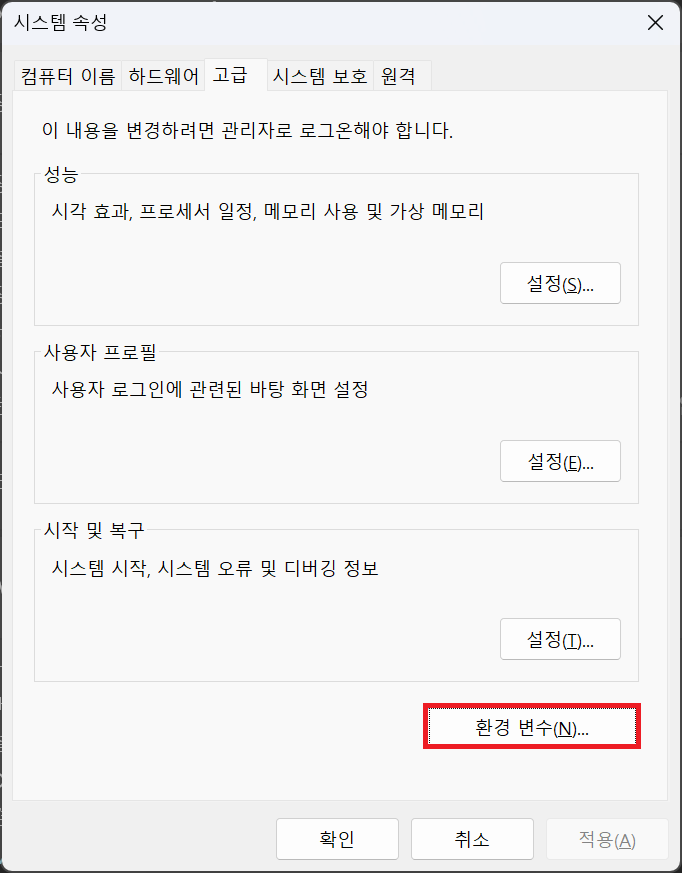 시스템 속성
컴퓨터 이름 하드웨어 고급 시스템 보호 원격
이 내용을 변경하려면 관리자로 로그온해야 합니다.
성능
시각 효과, 프로세서 일정, 메모리 사용 및 가상 메모리
설정(S)...
사용자 프로필
사용자 로그인에 관련된 바탕 화면 설정
설정(E)...
시작 및 복구
시스템 시작, 시스템 오류 및 디버깅 정보
설정(T)...
환경 변수(N)...
확인 취소 적용(A)